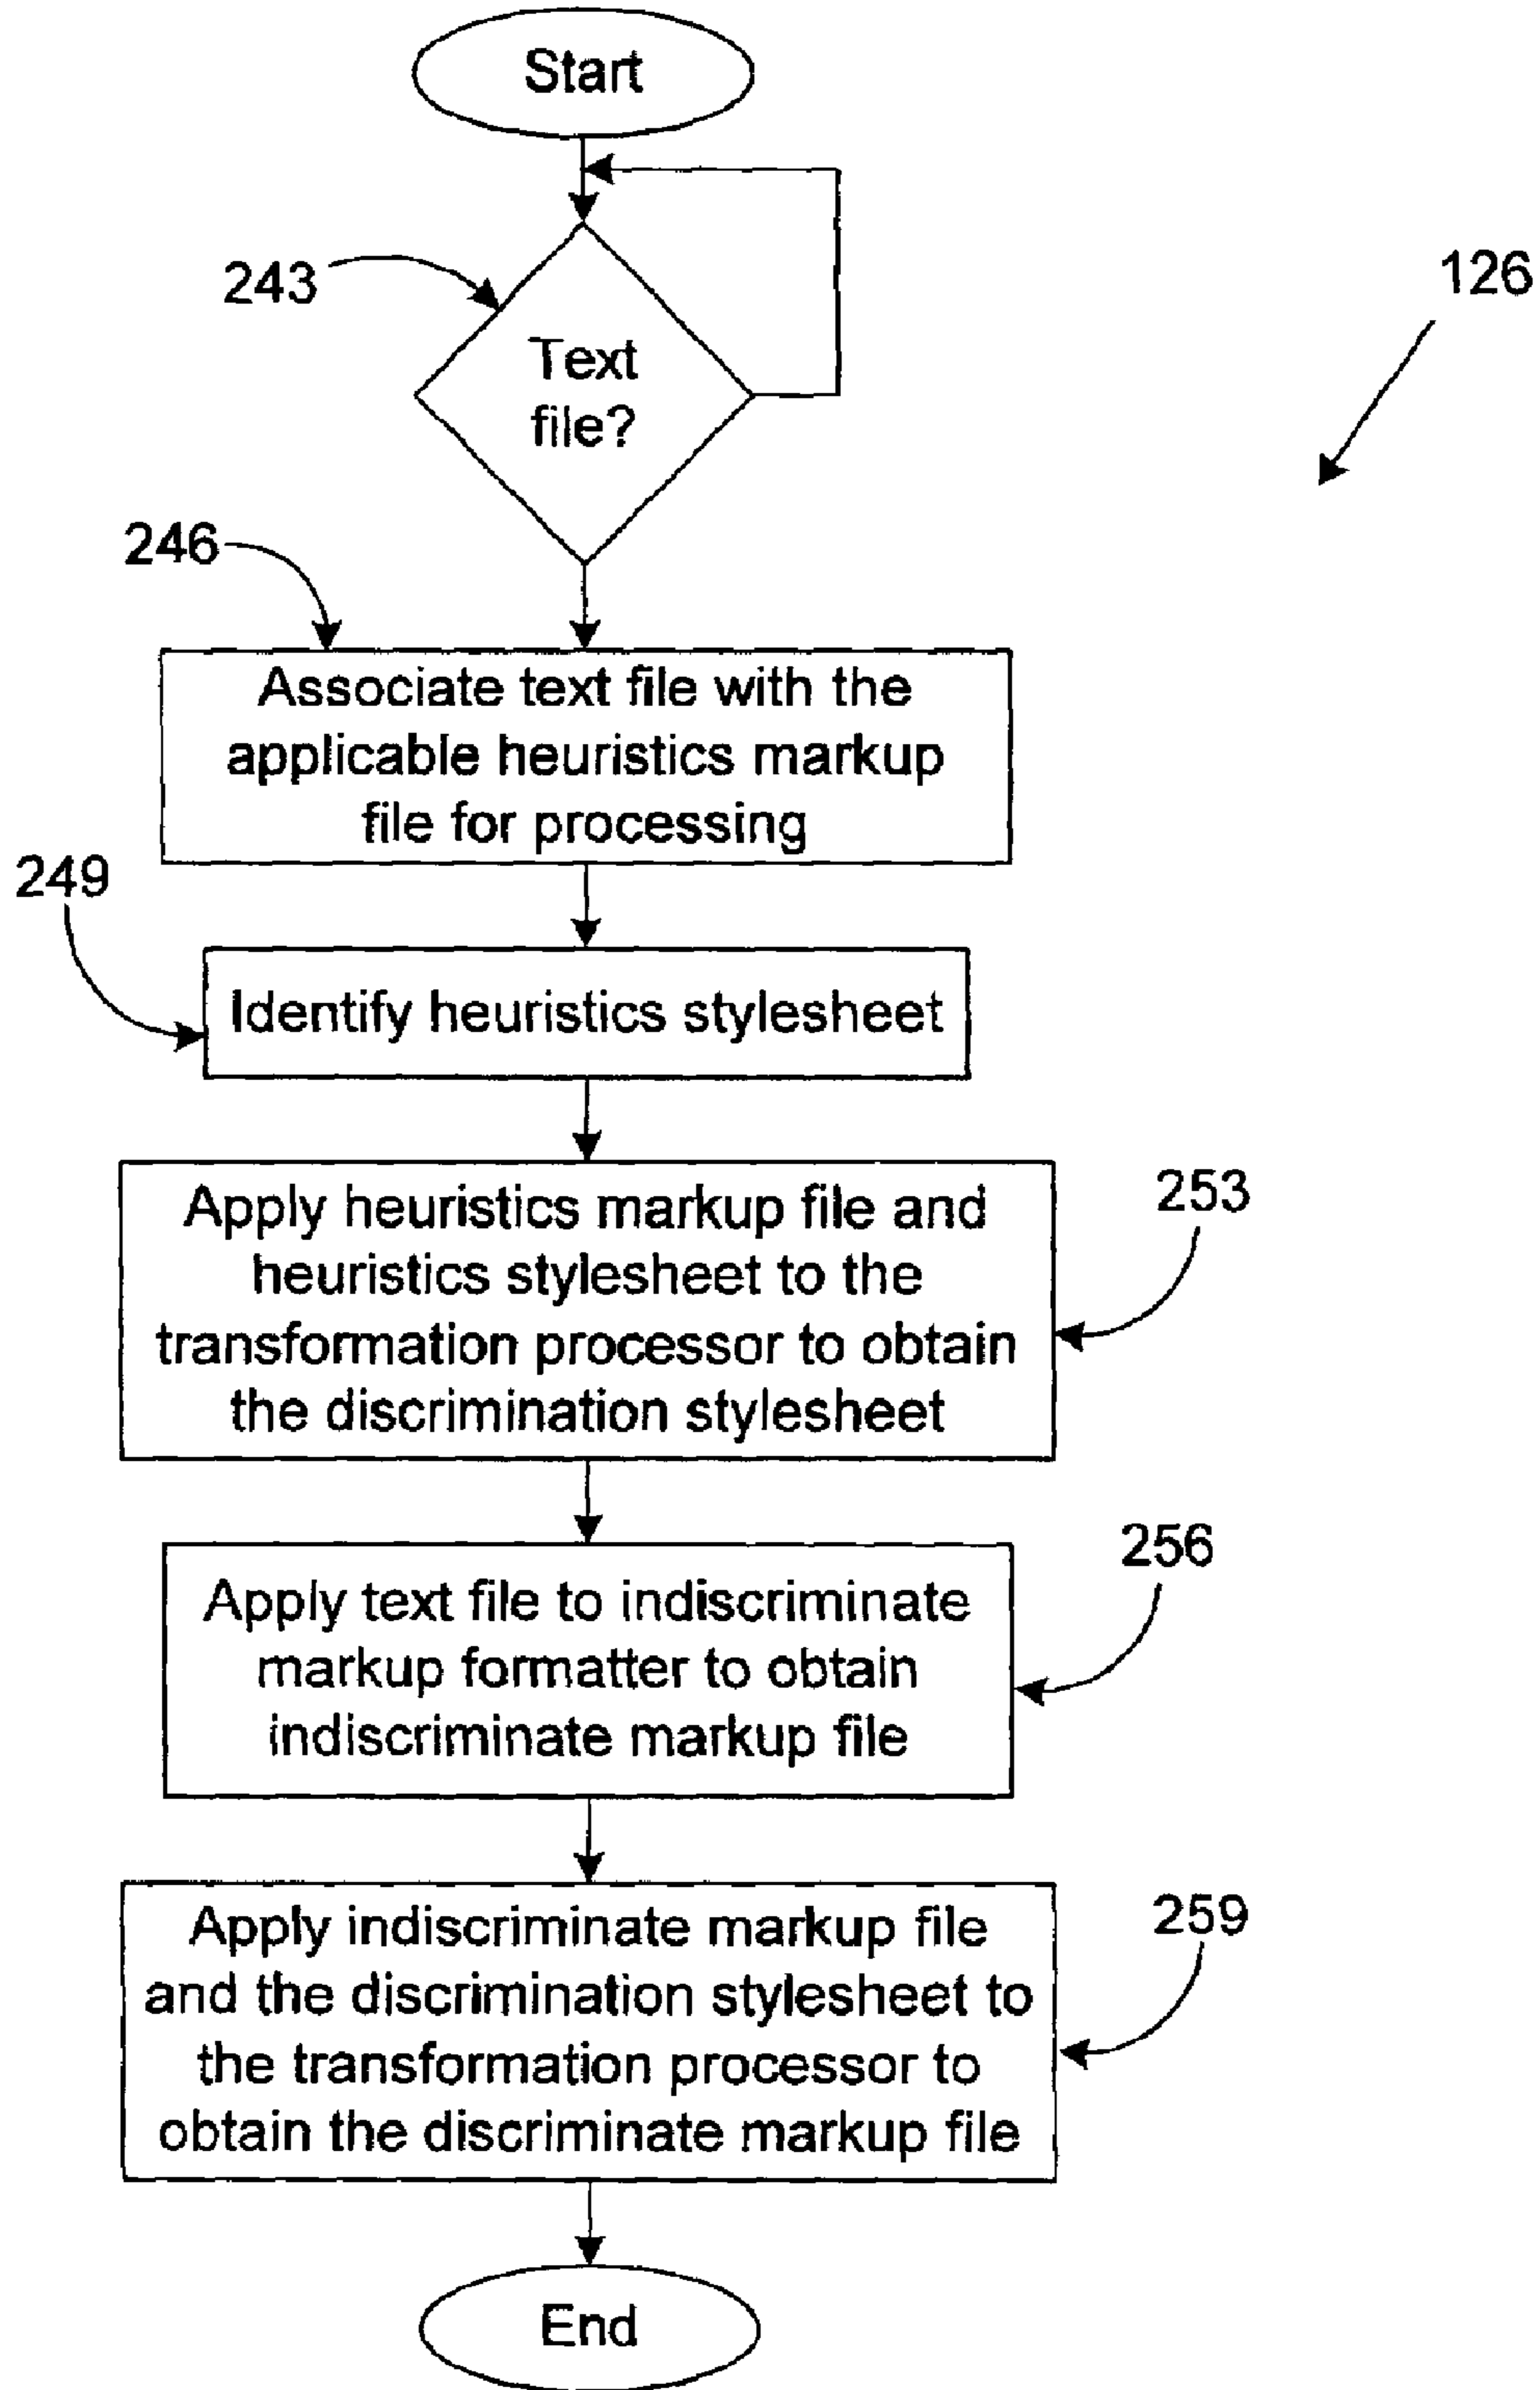 Start
243
126
Text
file?
246
Associate text file with the
applicable heuristics markup
file for processing
249
Identify heuristics stylesheet
Apply heuristics markup file and
heuristics stylesheet to the
transformation processor to obtain
the discrimination stylesheet
253
Apply text file to indiscriminate
markup formatter to obtain
indiscriminate markup file
256
Apply indiscriminate markup file
and the discrimination stylesheet to
the transformation processor to
obtain the discriminate markup file
259
End